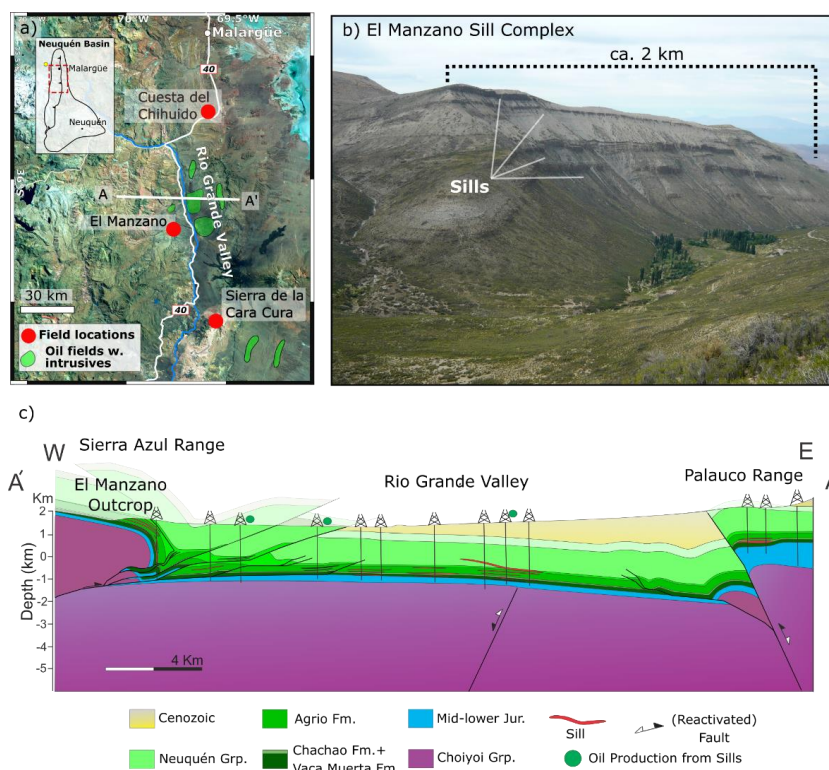 a)
70°W
69.5°W
Malargüe
Neuquén Basin
Malargüe
Neuquén
40
Cuesta del
Chihuido
Rio Grande Valley
A
A'
El Manzano
30 km
40
Sierra de la
Cara Cura
Field locations
Oil fields w.
intrusives
b) El Manzano Sill Complex
ca. 2 km
Sills
c)
Sierra Azul Range
W
E
Rio Grande Valley
Palauco Range
A'
El Manzano
Outcrop
Km
2
1
0
-1
-2
-3
-4
-5
Depth (km)
4 Km
Cenozoic
Agrio Fm.
Mid-lower Jur.
Sill
(Reactivated)
Fault
Neuquén Grp.
Chachao Fm.+
Vaca Muerta Fm
Choiyoi Grp.
Oil Production from Sills